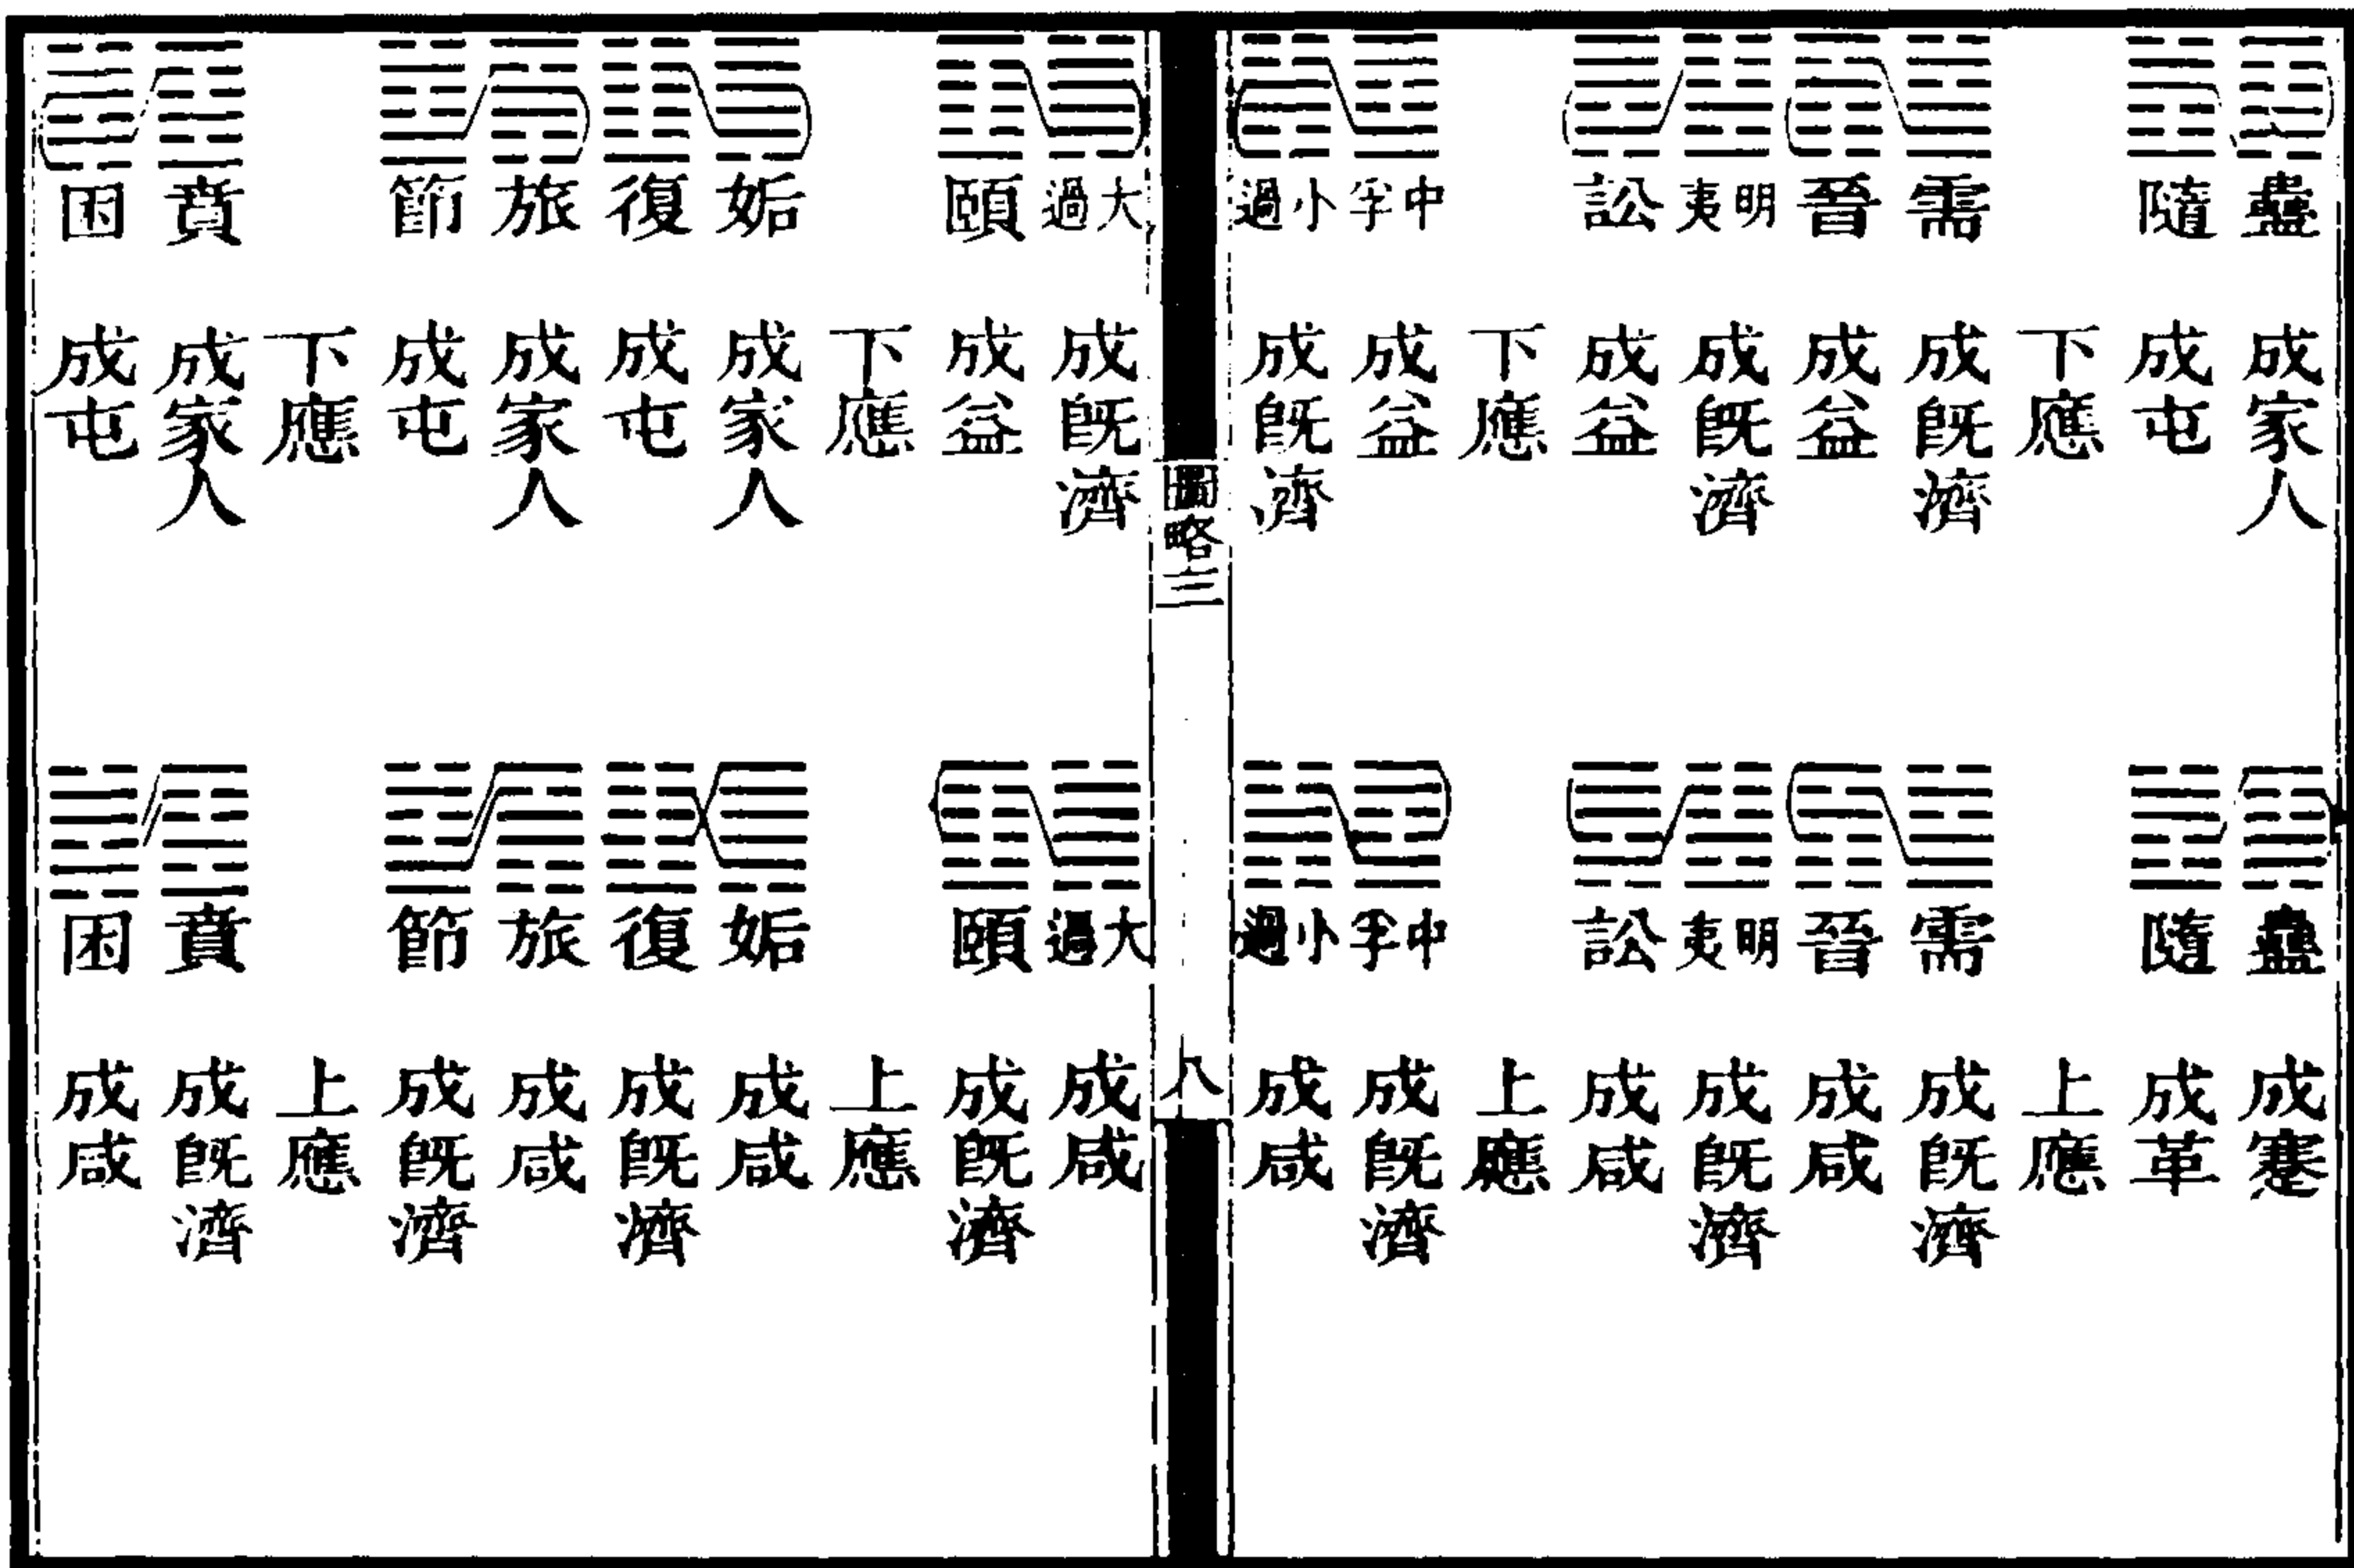 蠱 成家人 蠱 成蹇
隨 成屯 隨 成革
下應 上應
需 成既濟 需 成既濟
晉 成益 晉 成咸
明夷 成既濟 明夷 成既濟
訟 成益 訟 成咸
下應 上應
中孚 成益 中孚 成既濟
小過 成既濟 小過 成咸
圖略三 八
大過 成既濟 大過 成咸
頤 成益 頤 成既濟
下應 上應
姤 成家人 姤 成咸
復 成屯 復 成既濟
旅 成家人 旅 成咸
節 成屯 節 成既濟
下應 上應
賁 成家人 賁 成既濟
困 成屯 困 成咸